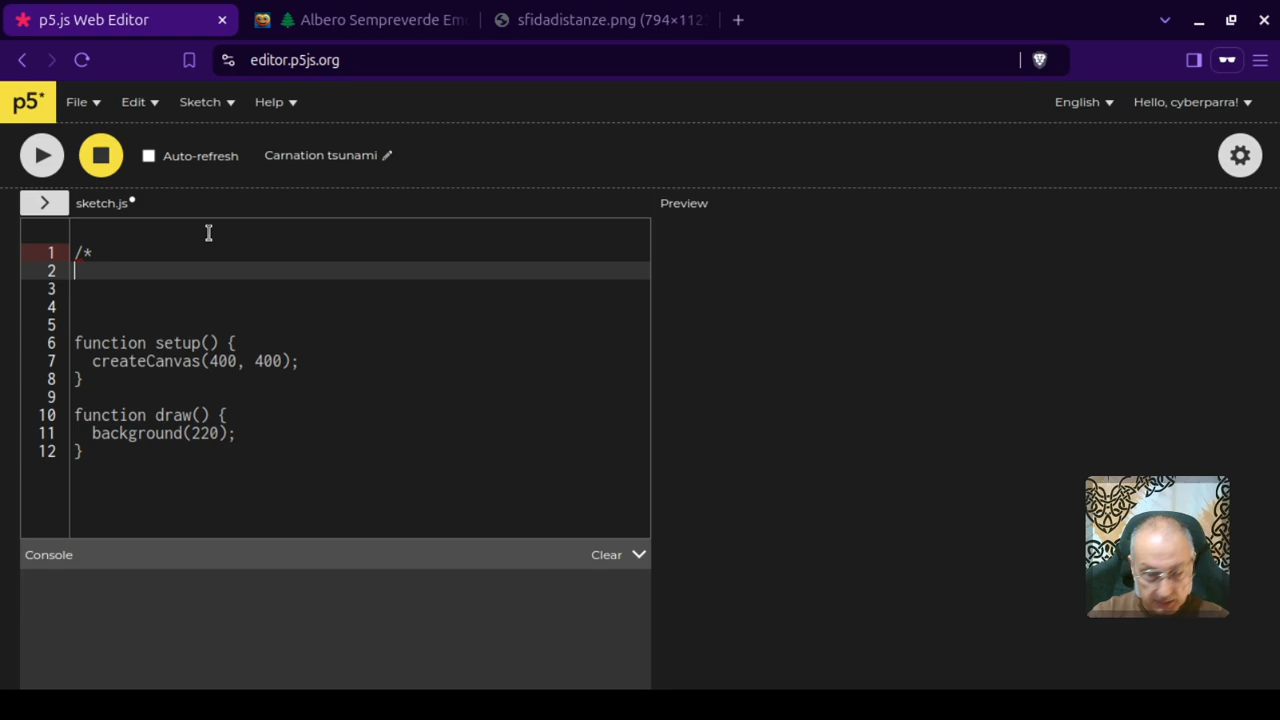 p5.js Web Editor
Albero Sempreverde Em
sfidadistanze.png (794×112
editor.p5js.org
p5*
File
Edit
Sketch
Help
English
Hello, cyberparra!
Auto-refresh
Carnation tsunami
sketch.js
Preview
1 /*
2
3
4
5
6 function setup() {
7 createCanvas(400, 400);
8 }
9
10 function draw() {
11 background(220);
12 }
Console
Clear